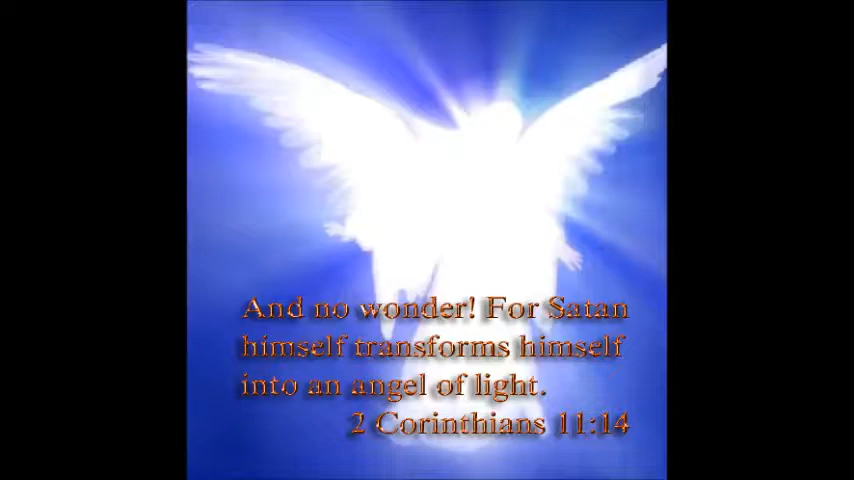 And no wonder! For Satan
himself transforms himself
into an angel of light.
2 Corinthians 11:14